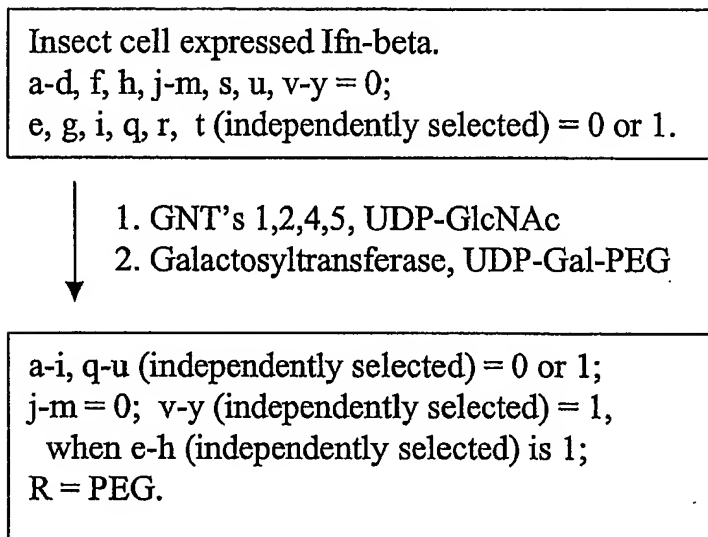 Insect cell expressed Ifn-beta.
a-d, f, h, j-m, s, u, v-y = 0;
e, g, i, q, r, t (independently selected) = 0 or 1.
1. GNT's 1,2,4,5, UDP-GlcNAc
2. Galactosyltransferase, UDP-Gal-PEG
a-i, q-u (independently selected) = 0 or 1;
j-m = 0; v-y (independently selected) = 1,
when e-h (independently selected) is 1;
R = PEG.